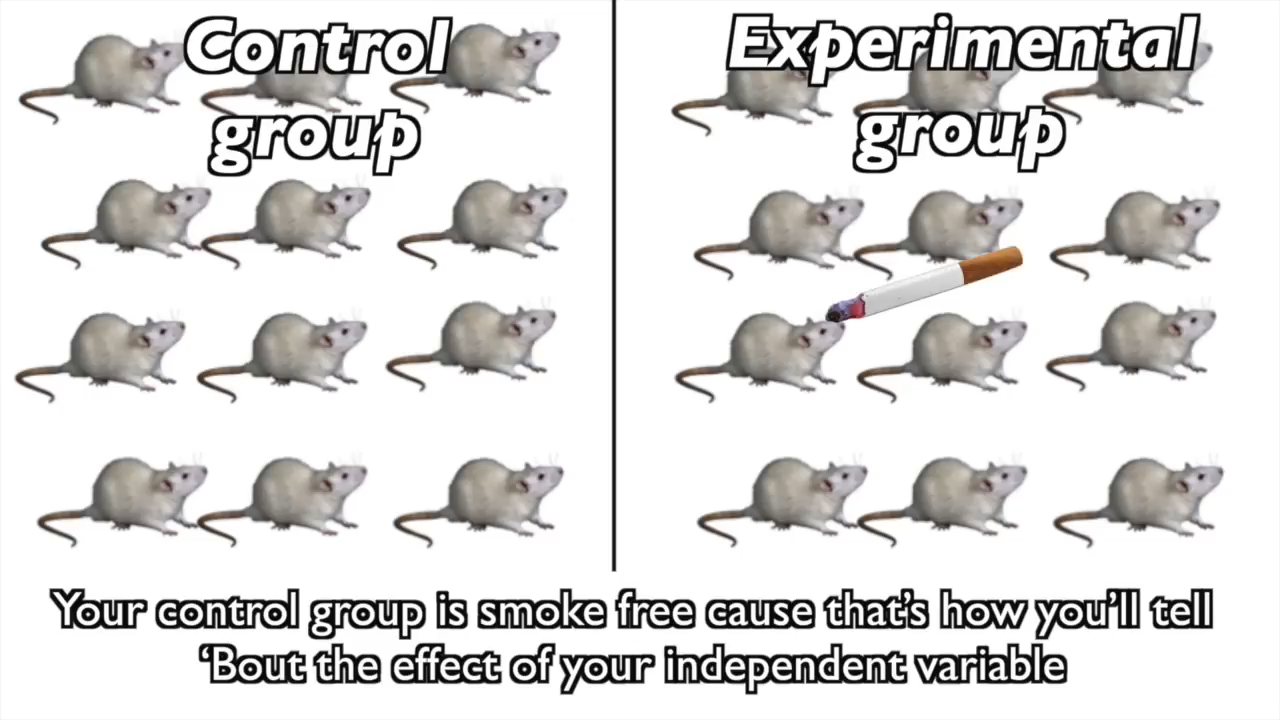 Control
group
Experimental
group
Your control group is smoke free cause that's how you'll tell
‘Bout the effect of your independent variable